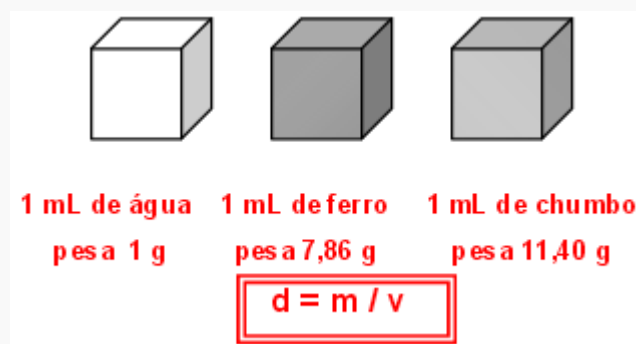 1 mL de água 1 mL de ferro 1 mL de chumbo
pesa 1 g pesa 7,86 g pesa 11,40 g
d = m / v